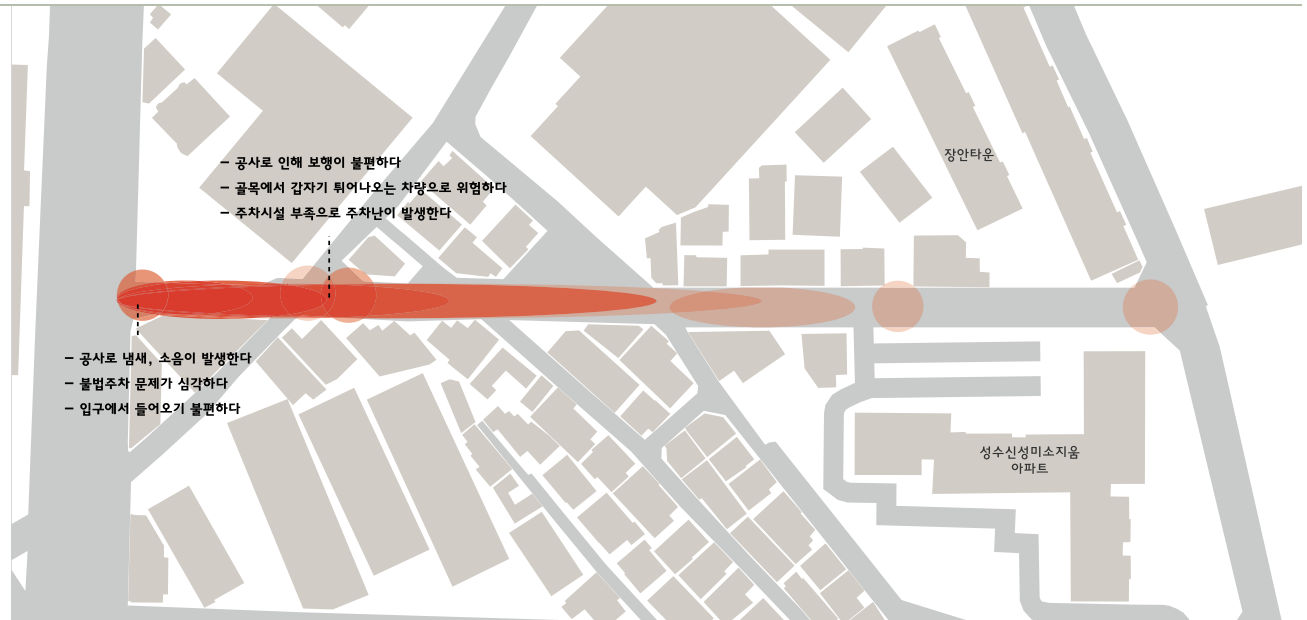 – 공사로 인해 보행이 불편하다
– 골목에서 갑자기 튀어나오는 차량으로 위험하다
– 주차시설 부족으로 주차난이 발생한다
장안타운
– 공사로 냄새, 소음이 발생한다
– 불법주차 문제가 심각하다
– 입구에서 들어오기 불편하다
성수신성미소지움
아파트